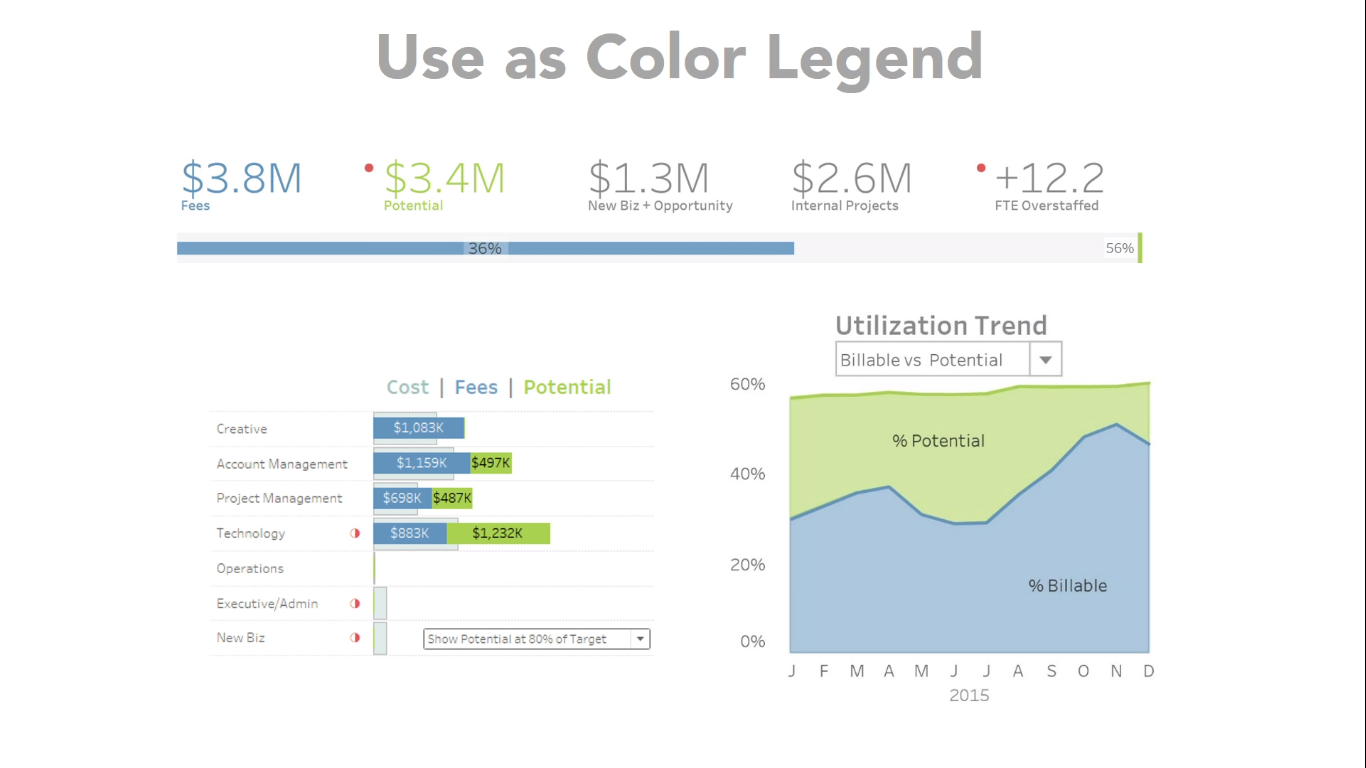 Use as Color Legend
$3.8M $3.4M $1.3M $2.6M +12.2
Fees Potential New Biz + Opportunity Internal Projects FTE Overstaffed
36% 56%
Utilization Trend
Billable vs Potential
Cost | Fees | Potential
Creative $1,083K
Account Management $1,159K $497K
Project Management $698K $487K
Technology $883K $1,232K
Operations
Executive/Admin
New Biz
Show Potential at 80% of Target
60%
40%
20%
0%
% Potential
% Billable
J F M A M J J A S O N D
2015